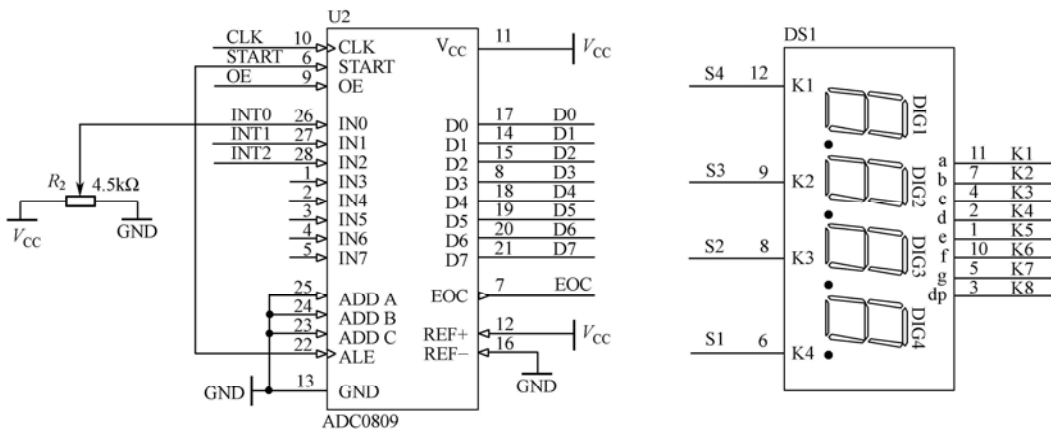 U2
CLK 10 CLK
START 6 START
OE 9 OE
INT0 26 IN0
INT1 27 IN1
INT2 28 IN2
1 IN3
2 IN4
3 IN5
4 IN6
5 IN7
25 ADD A
24 ADD B
23 ADD C
22 ALE
GND 13 GND
ADC0809
R2 4.5kΩ
VCC
GND
VCC 11 VCC
D0 17 D0
D1 14 D1
D2 15 D2
D3 8 D3
D4 18 D4
D5 19 D5
D6 20 D6
D7 21 D7
EOC 7 EOC
REF+ 12 VCC
REF− 16
GND
DS1
S4 12 K1
S3 9 K2
S2 8 K3
S1 6 K4
DIG1
DIG2
DIG3
DIG4
a 11 K1
b 7 K2
c 4 K3
d 2 K4
e 1 K5
f 10 K6
g 5 K7
dp 3 K8